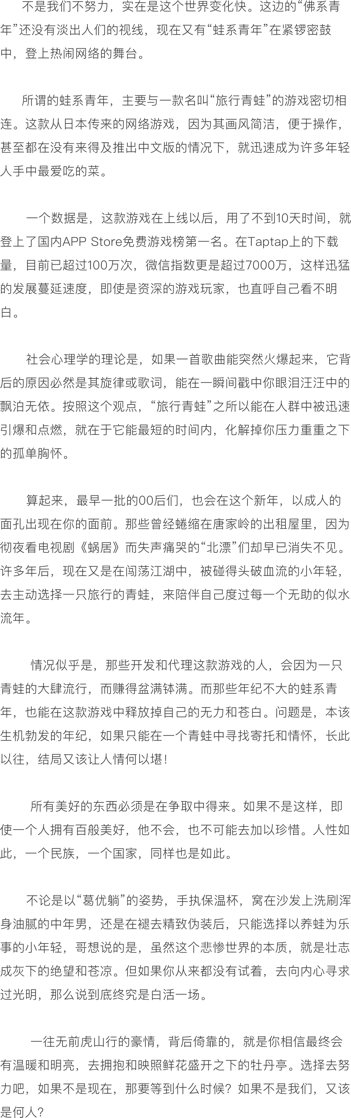 不是我们不努力，实在是这个世界变化快。这边的“佛系青
年”还没有淡出人们的视线，现在又有“蛙系青年”在紧锣密鼓
中，登上热闹网络的舞台。
所谓的蛙系青年，主要与一款名叫“旅行青蛙”的游戏密切相
连。这款从日本传来的网络游戏，因为其画风简洁，便于操作，
甚至都在没有来得及推出中文版的情况下，就迅速成为许多年轻
人手中最爱吃的菜。
一个数据是，这款游戏在上线以后，用了不到10天时间，就
登上了国内APP Store免费游戏榜第一名。在Taptap上的下载
量，目前已超过100万次，微信指数更是超过7000万，这样迅猛
的发展蔓延速度，即使是资深的游戏玩家，也直呼自己看不明
白。
社会心理学的理论是，如果一首歌曲能突然火爆起来，它背
后的原因必然是其旋律或歌词，能在一瞬间戳中你眼泪汪汪中的
飘泊无依。按照这个观点，“旅行青蛙”之所以能在人群中被迅速
引爆和点燃，就在于它能最短的时间内，化解掉你压力重重之下
的孤单胸怀。
算起来，最早一批的00后们，也会在这个新年，以成人的
面孔出现在你的面前。那些曾经蜷缩在唐家岭的出租屋里，因为
彻夜看电视剧《蜗居》而失声痛哭的“北漂”们却早已消失不见。
许多年后，现在又是在闯荡江湖中，被碰得头破血流的小年轻，
去主动选择一只旅行的青蛙，来陪伴自己度过每一个无助的似水
流年。
情况似乎是，那些开发和代理这款游戏的人，会因为一只
青蛙的大肆流行，而赚得盆满钵满。而那些年纪不大的蛙系青
年，也能在这款游戏中释放掉自己的无力和苍白。问题是，本该
生机勃发的年纪，如果只能在一个青蛙中寻找寄托和情怀，长此
以往，结局又该让人情何以堪！
所有美好的东西必须是在争取中得来。如果不是这样，即
使一个人拥有百般美好，他不会，也不可能去加以珍惜。人性如
此，一个民族，一个国家，同样也是如此。
不论是以“葛优躺”的姿势，手执保温杯，窝在沙发上洗刷浑
身油腻的中年男，还是在褪去精致伪装后，只能选择以养蛙为乐
事的小年轻，哥想说的是，虽然这个悲惨世界的本质，就是壮志
成灰下的绝望和苍凉。但如果你从来都没有试着，去向内心寻求
过光明，那么说到底终究是白活一场。
一往无前虎山行的豪情，背后倚靠的，就是你相信最终会
有温暖和明亮，去拥抱和映照鲜花盛开之下的牡丹亭。选择去努
力吧，如果不是现在，那要等到什么时候？如果不是我们，又该
是何人？